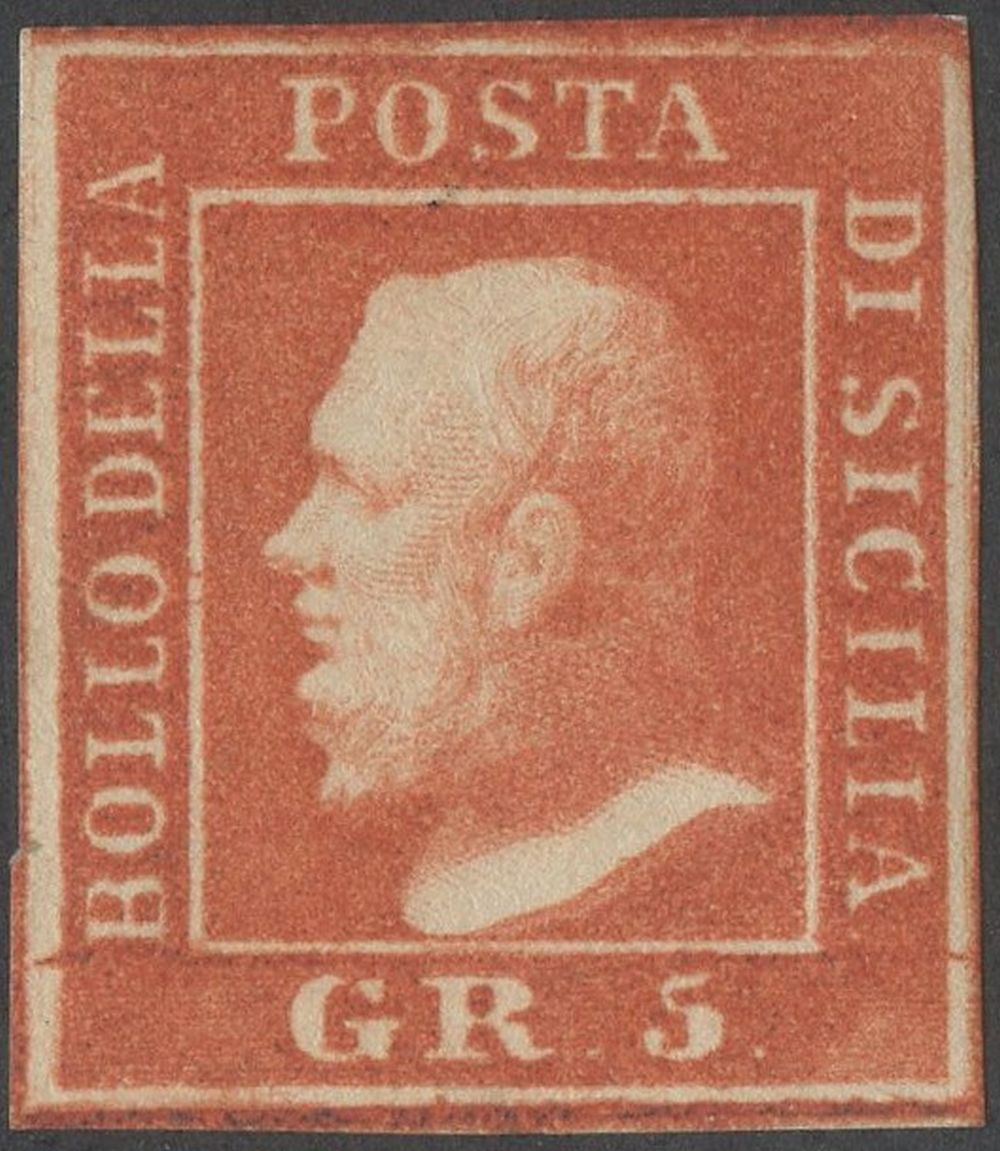 BOLLO DELLA
POSTA
DI SICILIA
GR. 5.